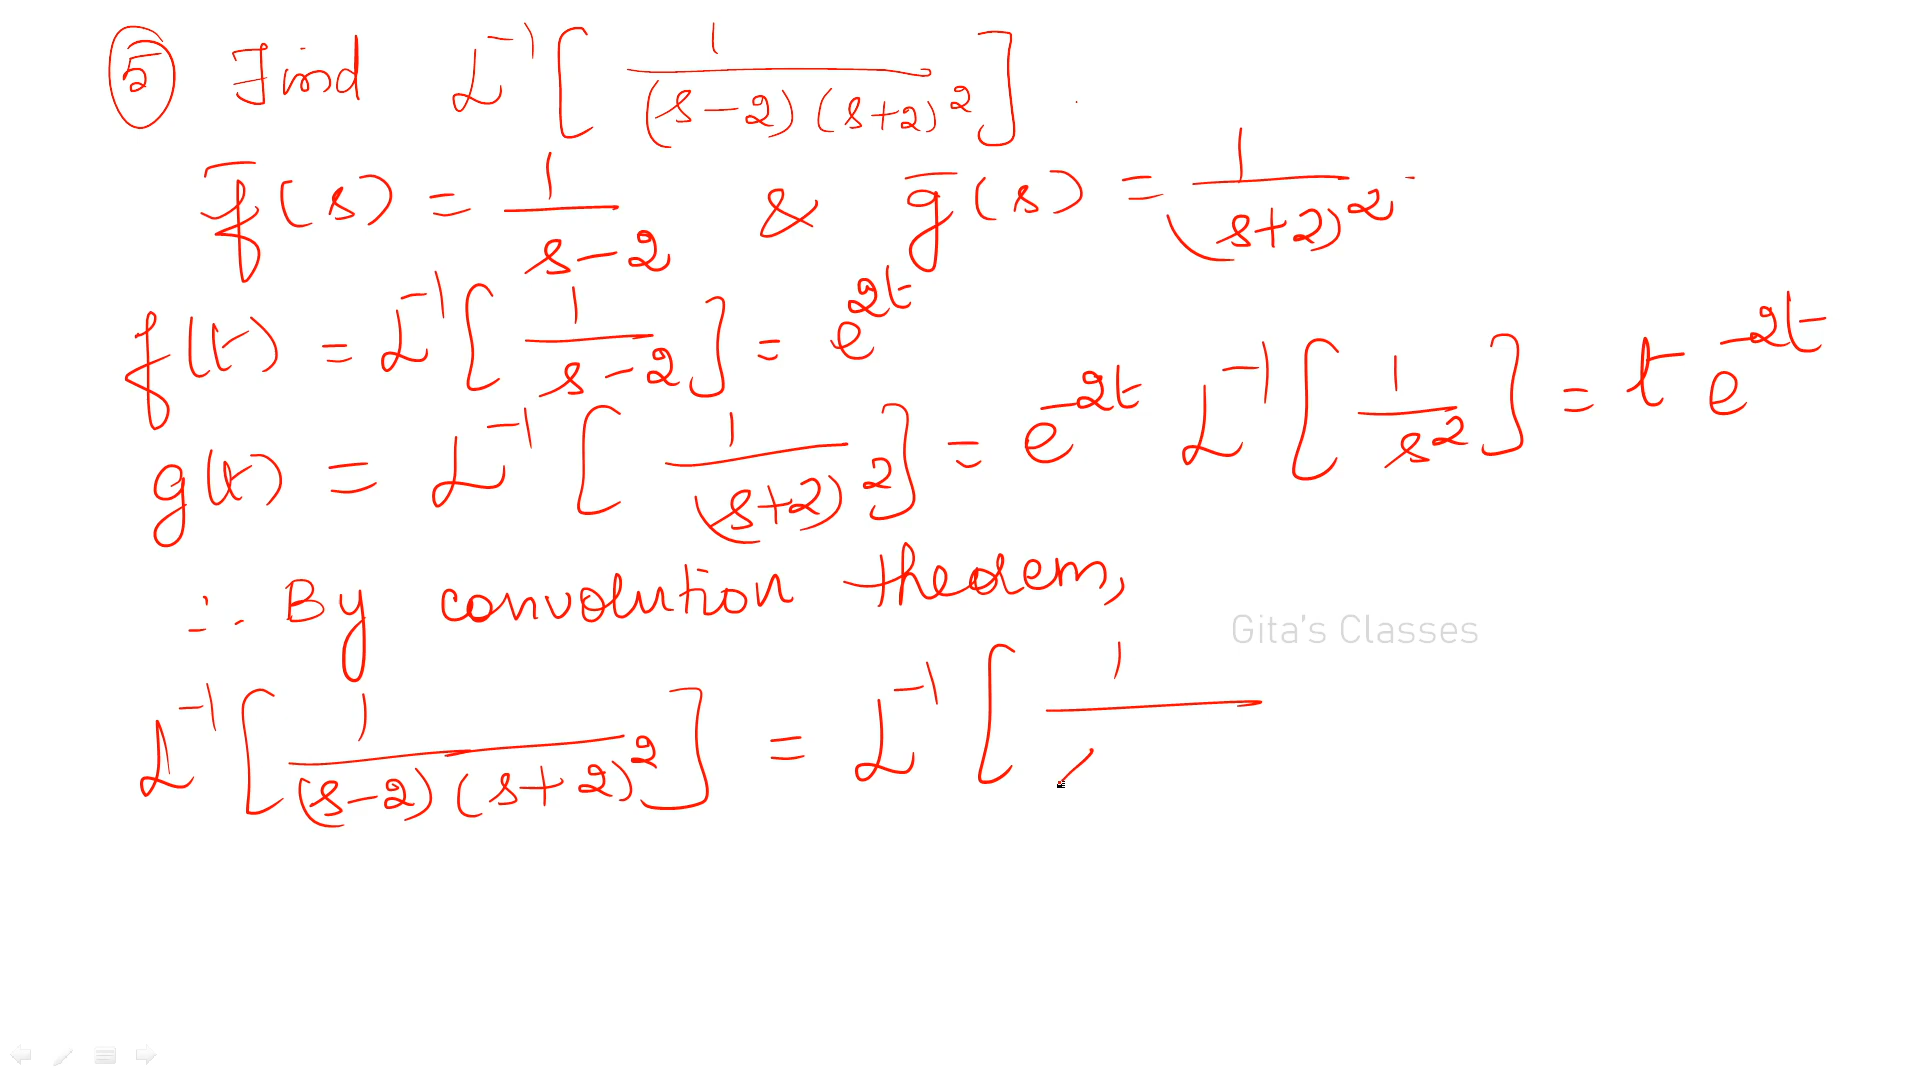 ⑤ Find L⁻¹[ 1 / (s-2)(s+2)² ]
f̄(s) = 1/(s-2) & ḡ(s) = 1/(s+2)²
f(t) = L⁻¹[ 1/(s-2) ] = e^2t
g(t) = L⁻¹[ 1/(s+2)² ] = e^-2t L⁻¹[ 1/s² ] = t e^-2t
∴ By convolution theorem,
Gita's Classes
L⁻¹[ 1 / (s-2)(s+2)² ] = L⁻¹[ 1 /